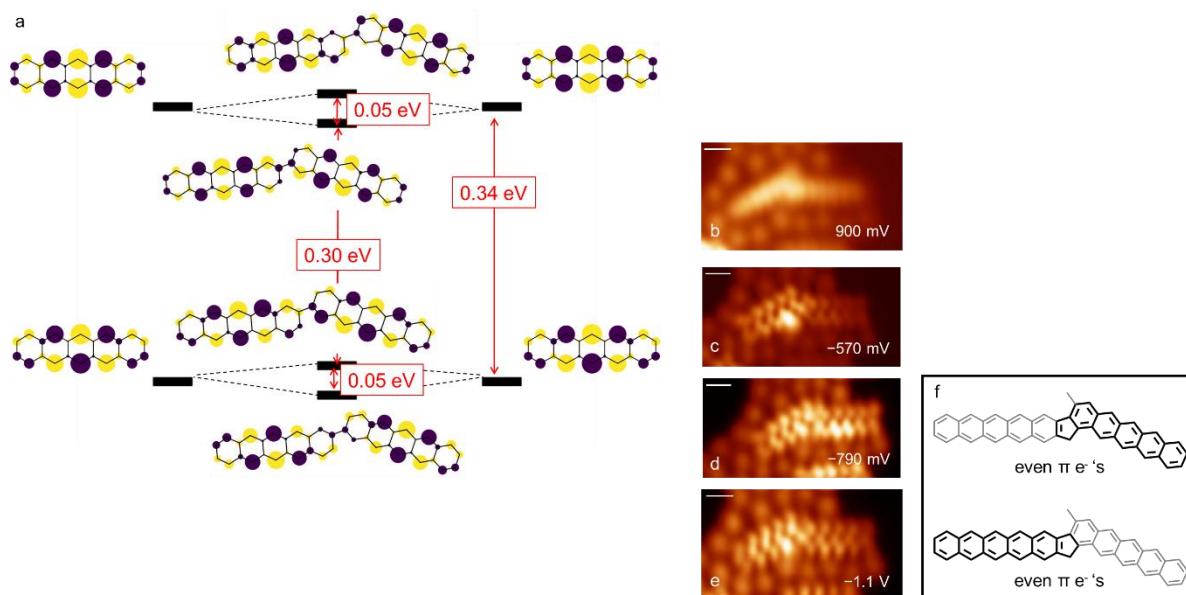 a
0.05 eV
0.34 eV
0.30 eV
0.05 eV
b
900 mV
c
−570 mV
d
−790 mV
e
−1.1 V
f
even π e⁻ 's
even π e⁻ 's